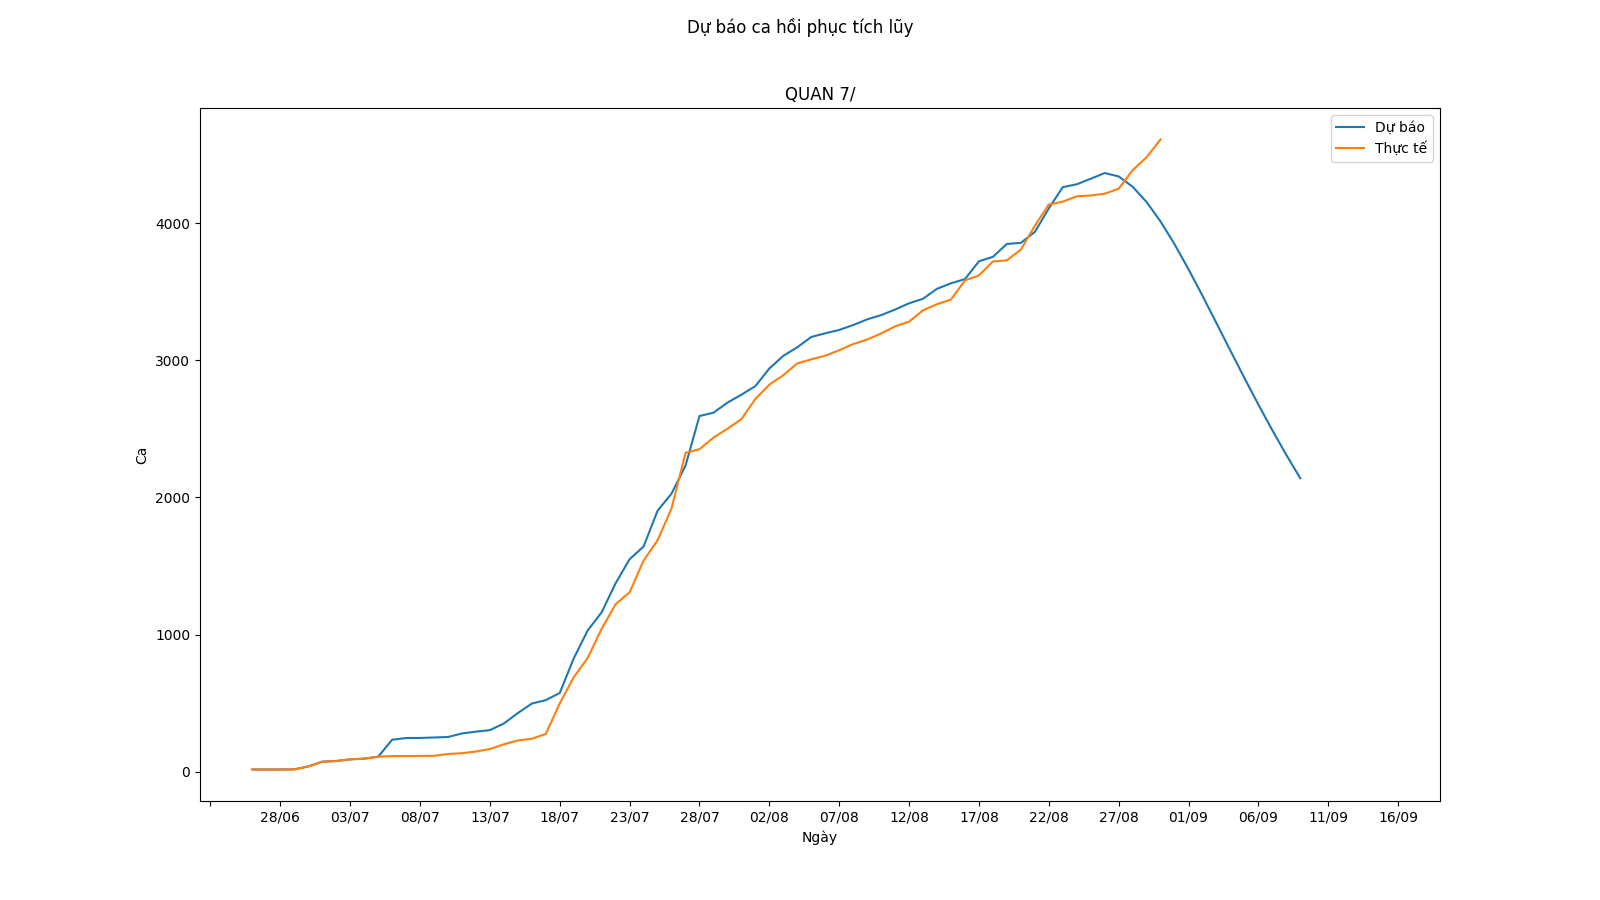 Dự báo ca hồi phục tích lũy
QUAN 7/
Dự báo
Thực tế
4000
3000
2000
1000
0
Ca
28/06 03/07 08/07 13/07 18/07 23/07 28/07 02/08 07/08 12/08 17/08 22/08 27/08 01/09 06/09 11/09 16/09
Ngày